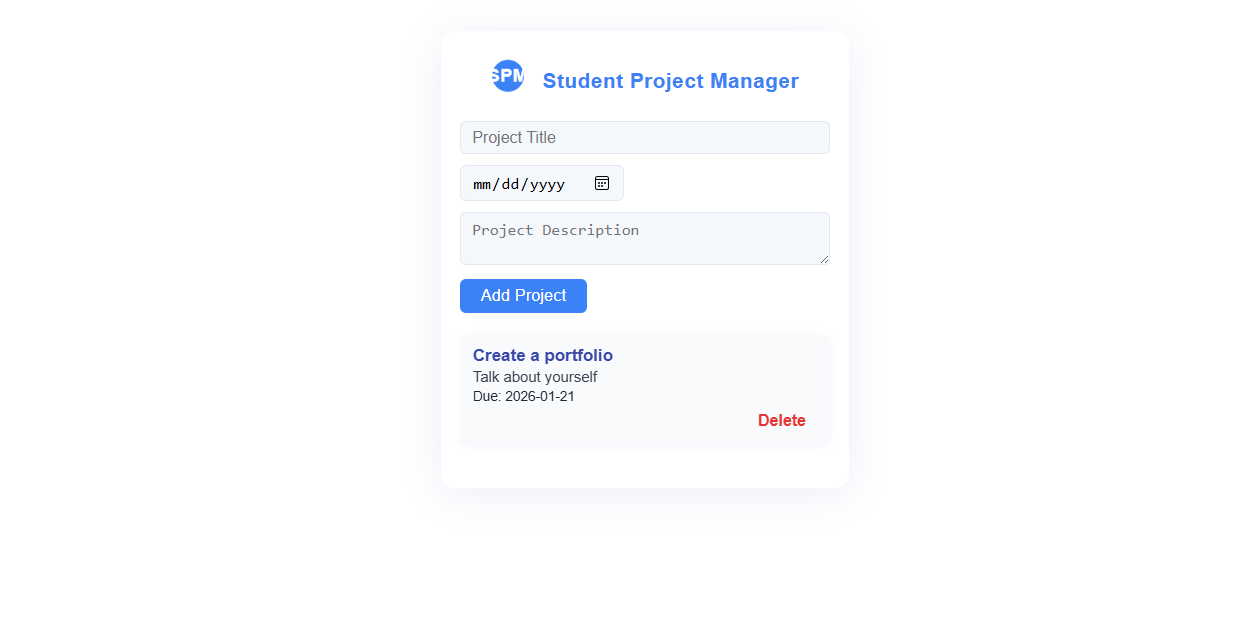 SPM
Student Project Manager
Project Title
mm/dd/yyyy
Project Description
Add Project
Create a portfolio
Talk about yourself
Due: 2026-01-21
Delete